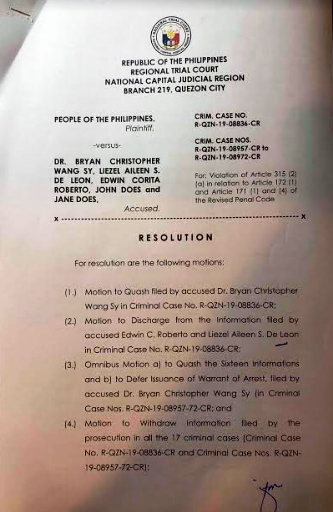 REPUBLIC OF THE PHILIPPINES
REGIONAL TRIAL COURT
NATIONAL CAPITAL JUDICIAL REGION
BRANCH 219, QUEZON CITY
PEOPLE OF THE PHILIPPINES,
Plaintiff,
-versus-
DR. BRYAN CHRISTOPHER
WANG SY, LIEZEL AILEEN S.
DE LEON, EDWIN CORITA
ROBERTO, JOHN DOES and
JANE DOES,
Accused.
CRIM. CASE NO.
R-QZN-19-08836-CR
CRIM. CASE NOS.
R-QZN-19-08957-CR to
R-QZN-19-08972-CR
For: Violation of Article 315 (2)
(a) in relation to Article 172 (1)
and Article 171 (1) and (4) of
the Revised Penal Code
x - - - - - - - - - - - - - - - - - - - - - - - - - - - - - - - - - - - - x
RESOLUTION
For resolution are the following motions:
(1.) Motion to Quash filed by accused Dr. Bryan Christopher
Wang Sy in Criminal Case No. R-QZN-19-08836-CR;
(2.) Motion to Discharge from the Information filed by
accused Edwin C. Roberto and Liezel Aileen S. De Leon
in Criminal Case No. R-QZN-19-08836-CR;
(3.) Omnibus Motion a) to Quash the Sixteen Informations
and b) to Defer Issuance of Warrant of Arrest, filed by
accused Dr. Bryan Christopher Wang Sy (in Criminal
Case Nos. R-QZN-19-08957-72-CR; and
(4.) Motion to Withdraw Information filed by the
prosecution in all the 17 criminal cases (Criminal Case
No. R-QZN-19-08836-CR and Criminal Case Nos. R-QZN-
19-08957-72-CR);